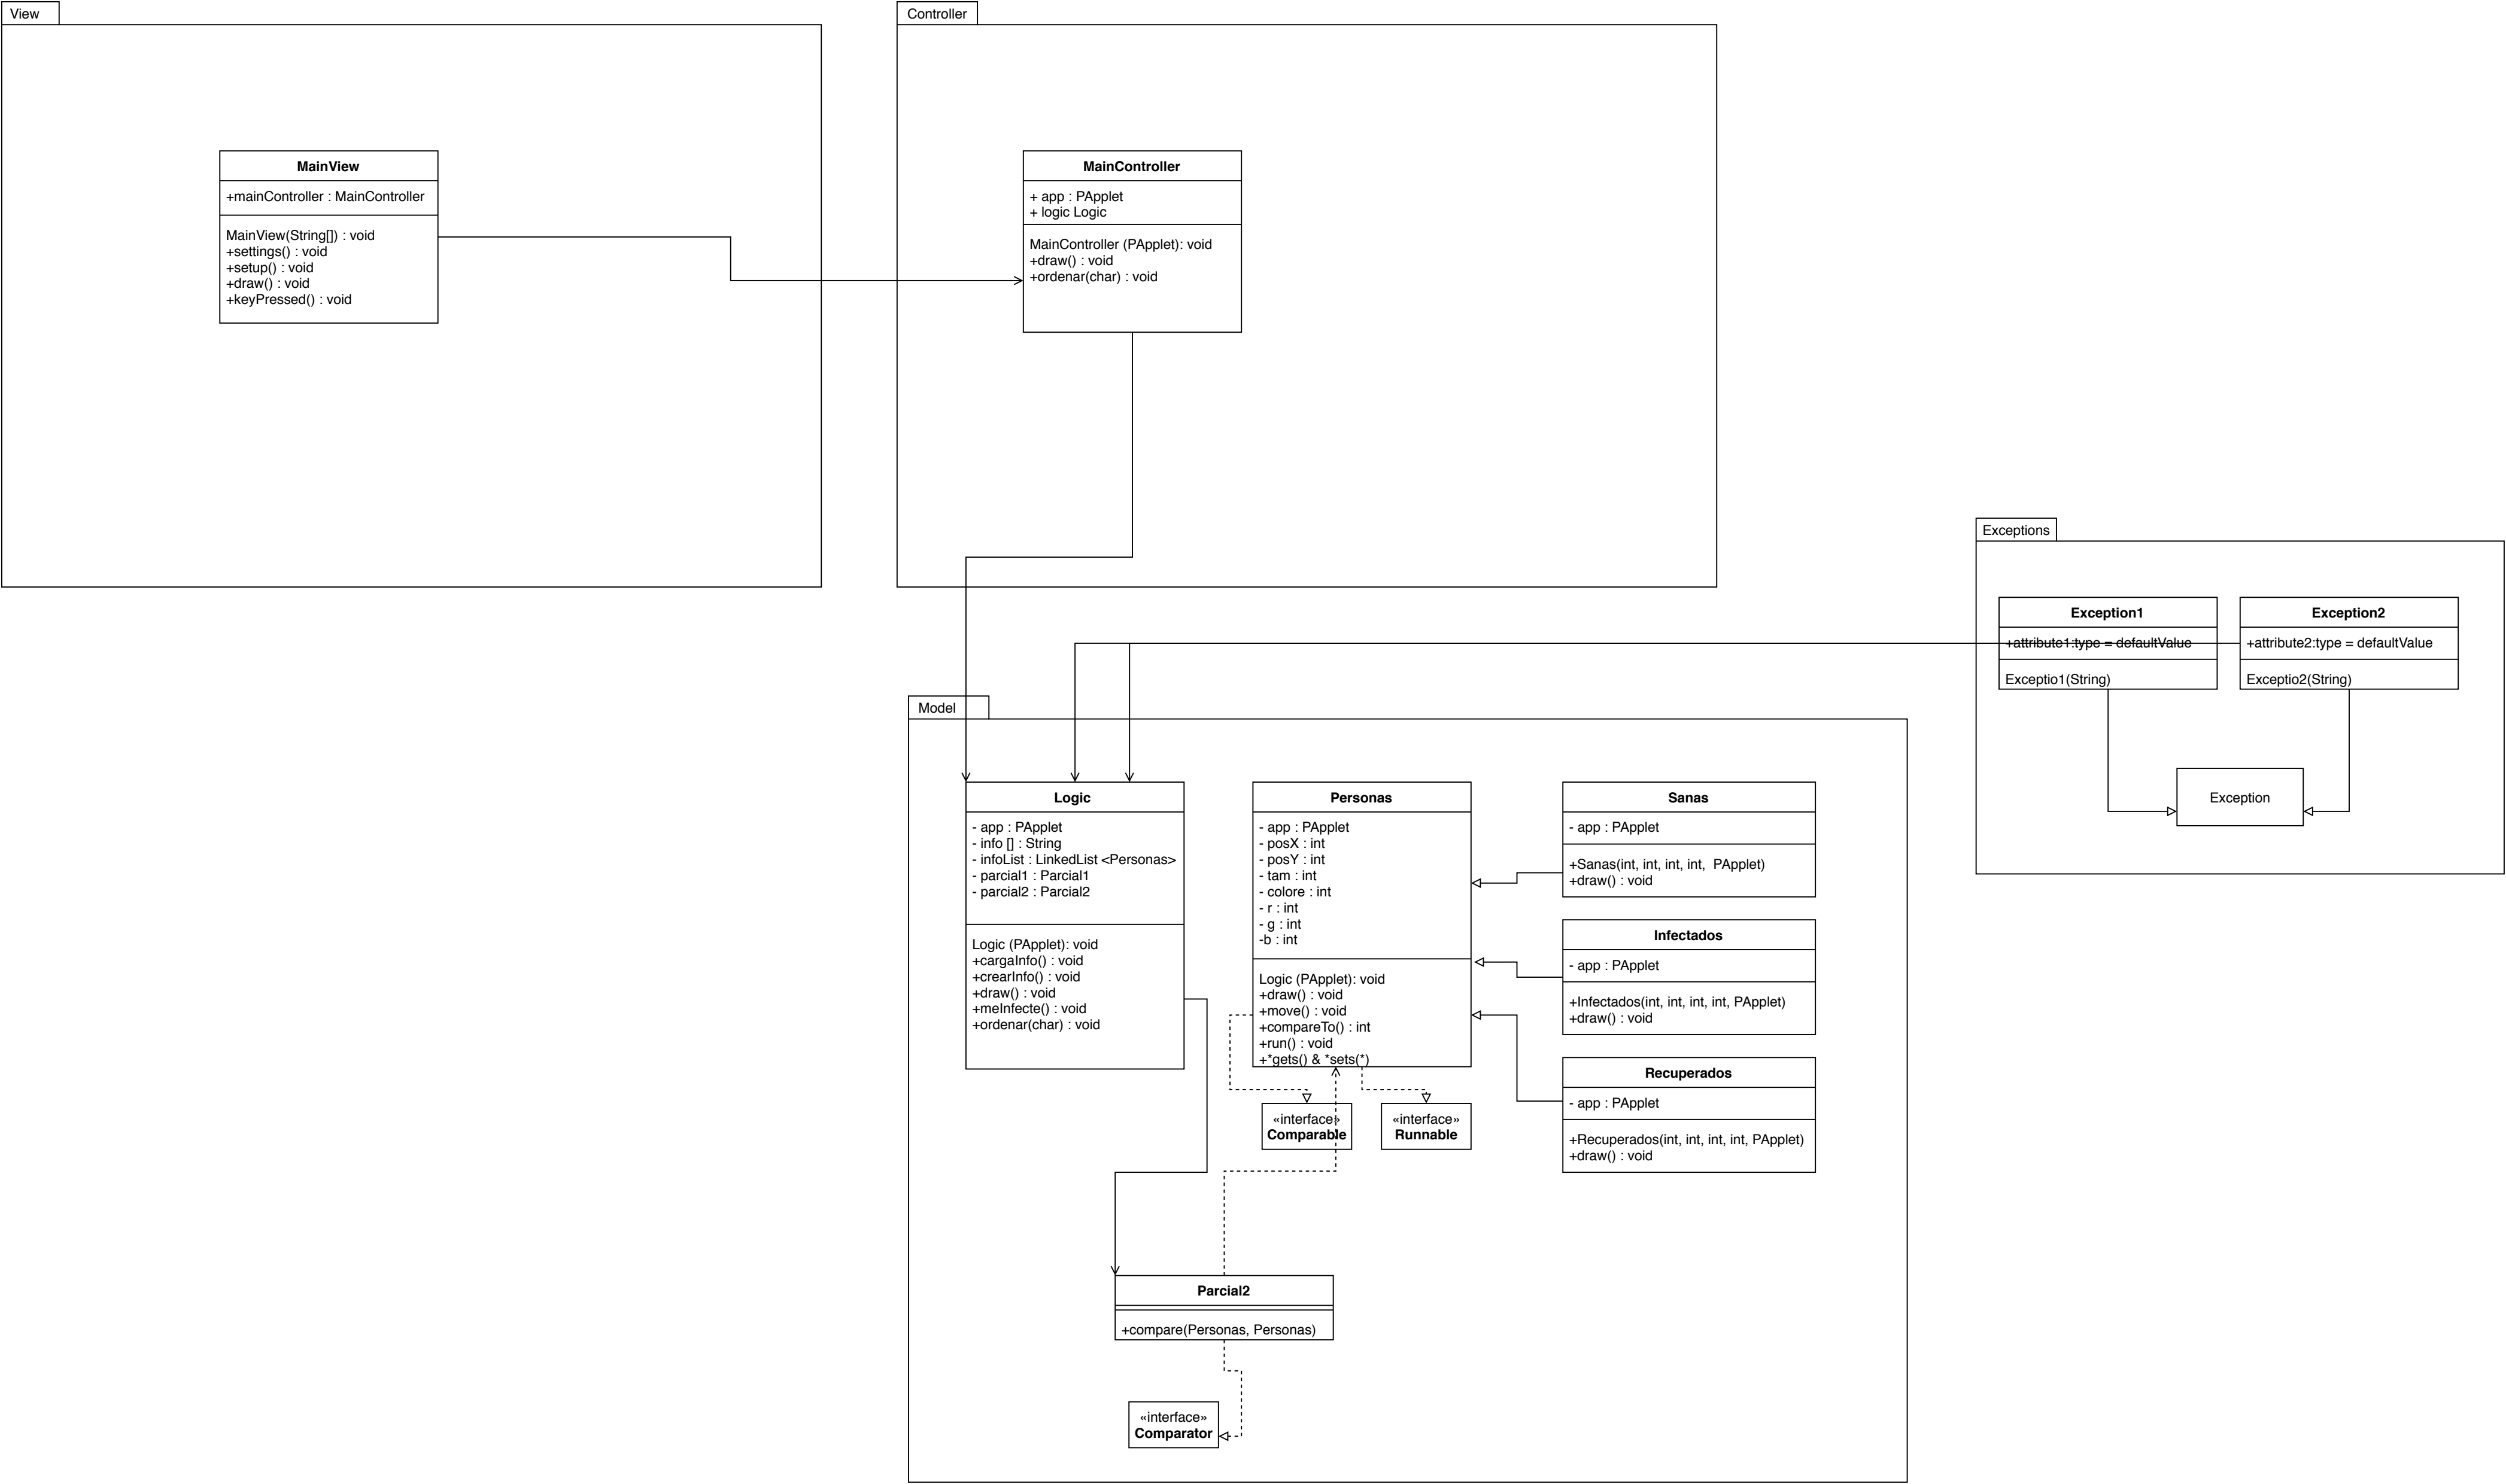 View
MainView
+mainController : MainController
MainView(String[]) : void
+settings() : void
+setup() : void
+draw() : void
+keyPressed() : void
Controller
MainController
+ app : PApplet
+ logic Logic
MainController (PApplet): void
+draw() : void
+ordenar(char) : void
Exceptions
Exception1
+attribute1:type = defaultValue
Exceptio1(String)
Exception2
+attribute2:type = defaultValue
Exceptio2(String)
Exception
Model
Logic
- app : PApplet
- info [] : String
- infoList : LinkedList <Personas>
- parcial1 : Parcial1
- parcial2 : Parcial2
Logic (PApplet): void
+cargaInfo() : void
+crearInfo() : void
+draw() : void
+meInfecte() : void
+ordenar(char) : void
Personas
- app : PApplet
- posX : int
- posY : int
- tam : int
- colore : int
- r : int
- g : int
-b : int
Logic (PApplet): void
+draw() : void
+move() : void
+compareTo() : int
+run() : void
+*gets() & *sets(*)
Sanas
- app : PApplet
+Sanas(int, int, int, int,  PApplet)
+draw() : void
Infectados
- app : PApplet
+Infectados(int, int, int, int, PApplet)
+draw() : void
Recuperados
- app : PApplet
+Recuperados(int, int, int, int, PApplet)
+draw() : void
«interface»
Comparable
«interface»
Runnable
Parcial2
+compare(Personas, Personas)
«interface»
Comparator